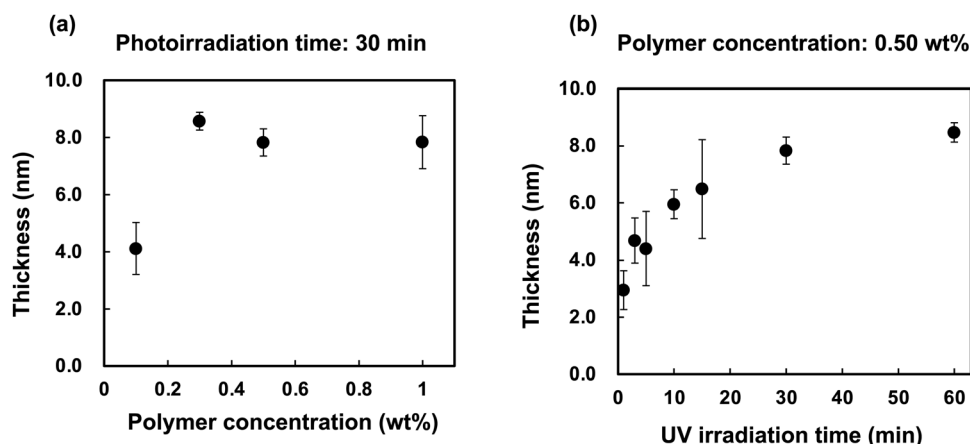 (a)
Photoirradiation time: 30 min
10.0
8.0
6.0
4.0
2.0
0.0
Thickness (nm)
0 0.2 0.4 0.6 0.8 1
Polymer concentration (wt%)
(b)
Polymer concentration: 0.50 wt%
10.0
8.0
6.0
4.0
2.0
0.0
Thickness (nm)
0 10 20 30 40 50 60
UV irradiation time (min)